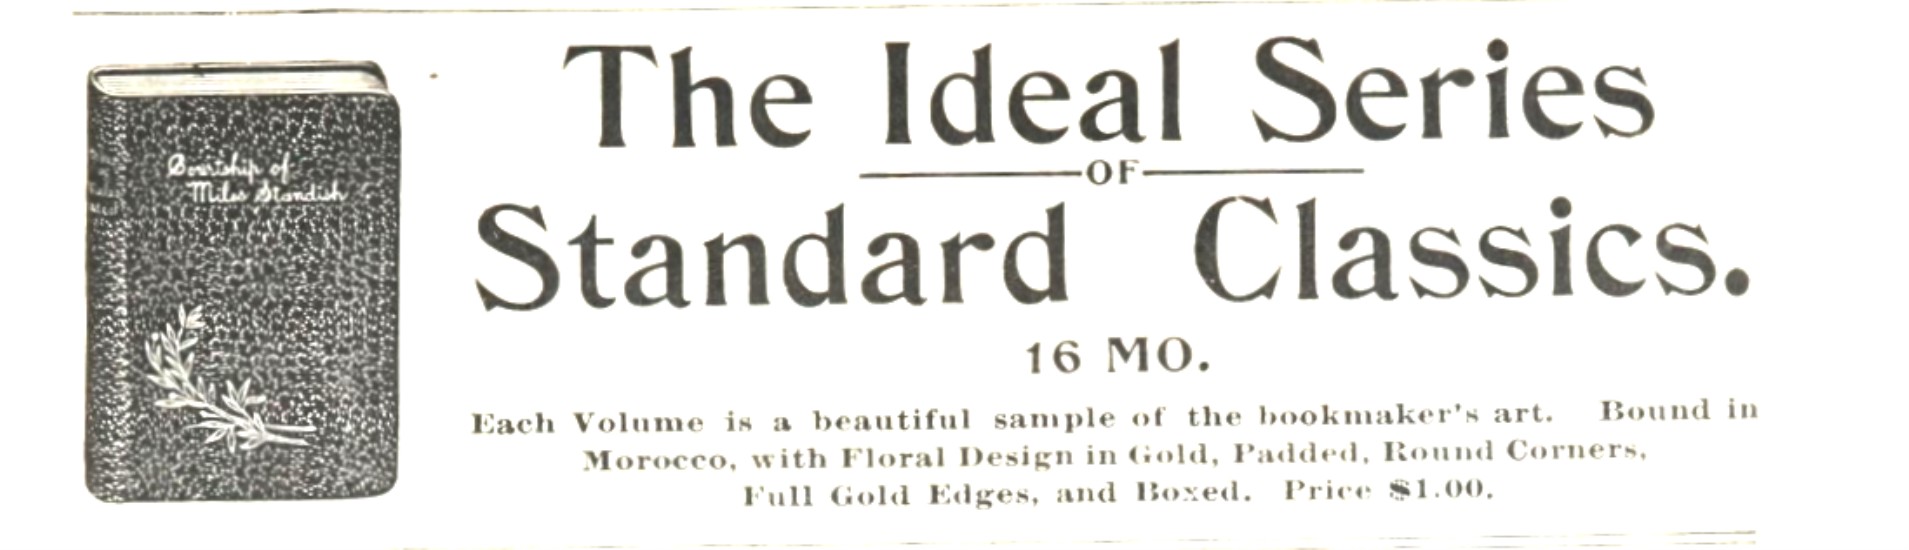 Courtship of
Miles Standish
The Ideal Series
OF
Standard Classics.
16 MO.
Each Volume is a beautiful sample of the bookmaker's art. Bound in
Morocco, with Floral Design in Gold, Padded, Round Corners,
Full Gold Edges, and Boxed. Price $1.00.